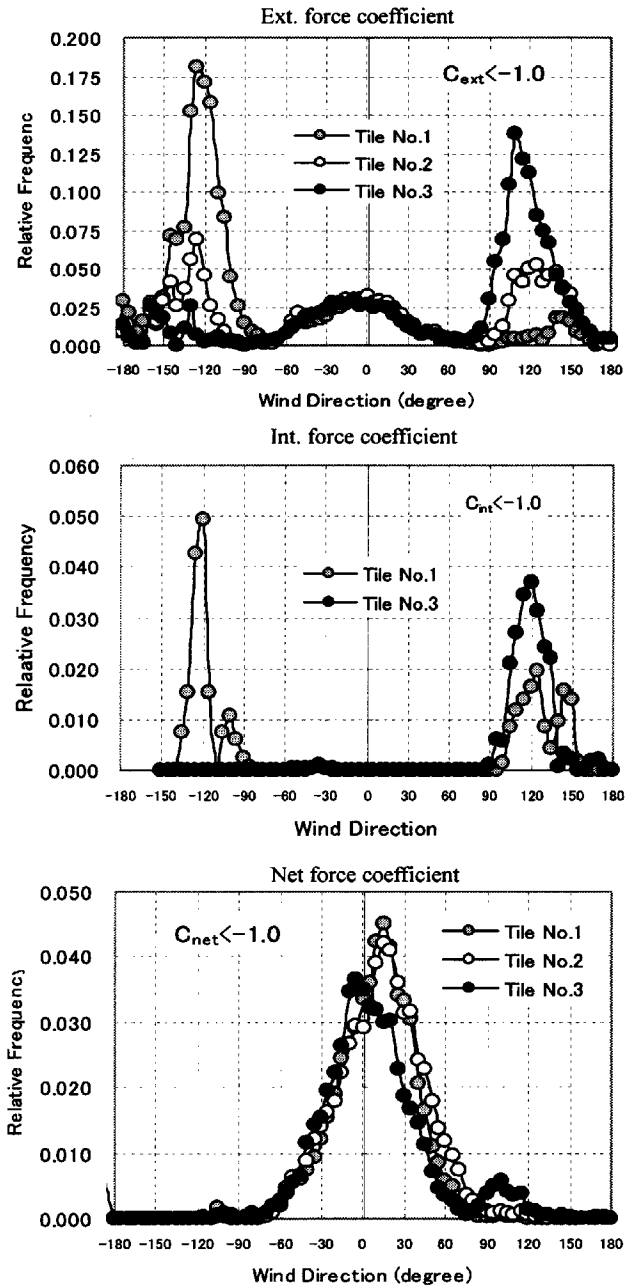 Ext. force coefficient
0.200
0.175
0.150
0.125
0.100
0.075
0.050
0.025
0.000
Relative Frequenc
C_ext<-1.0
Tile No.1
Tile No.2
Tile No.3
-180 -150 -120 -90 -60 -30 0 30 60 90 120 150 180
Wind Direction (degree)
Int. force coefficient
0.060
0.050
0.040
0.030
0.020
0.010
0.000
Relaative Frequency
C_int<-1.0
Tile No.1
Tile No.3
-180 -150 -120 -90 -60 -30 0 30 60 90 120 150 180
Wind Direction
Net force coefficient
0.050
0.040
0.030
0.020
0.010
0.000
Relative Frequency
C_net<-1.0
Tile No.1
Tile No.2
Tile No.3
-180 -150 -120 -90 -60 -30 0 30 60 90 120 150 180
Wind Direction (degree)